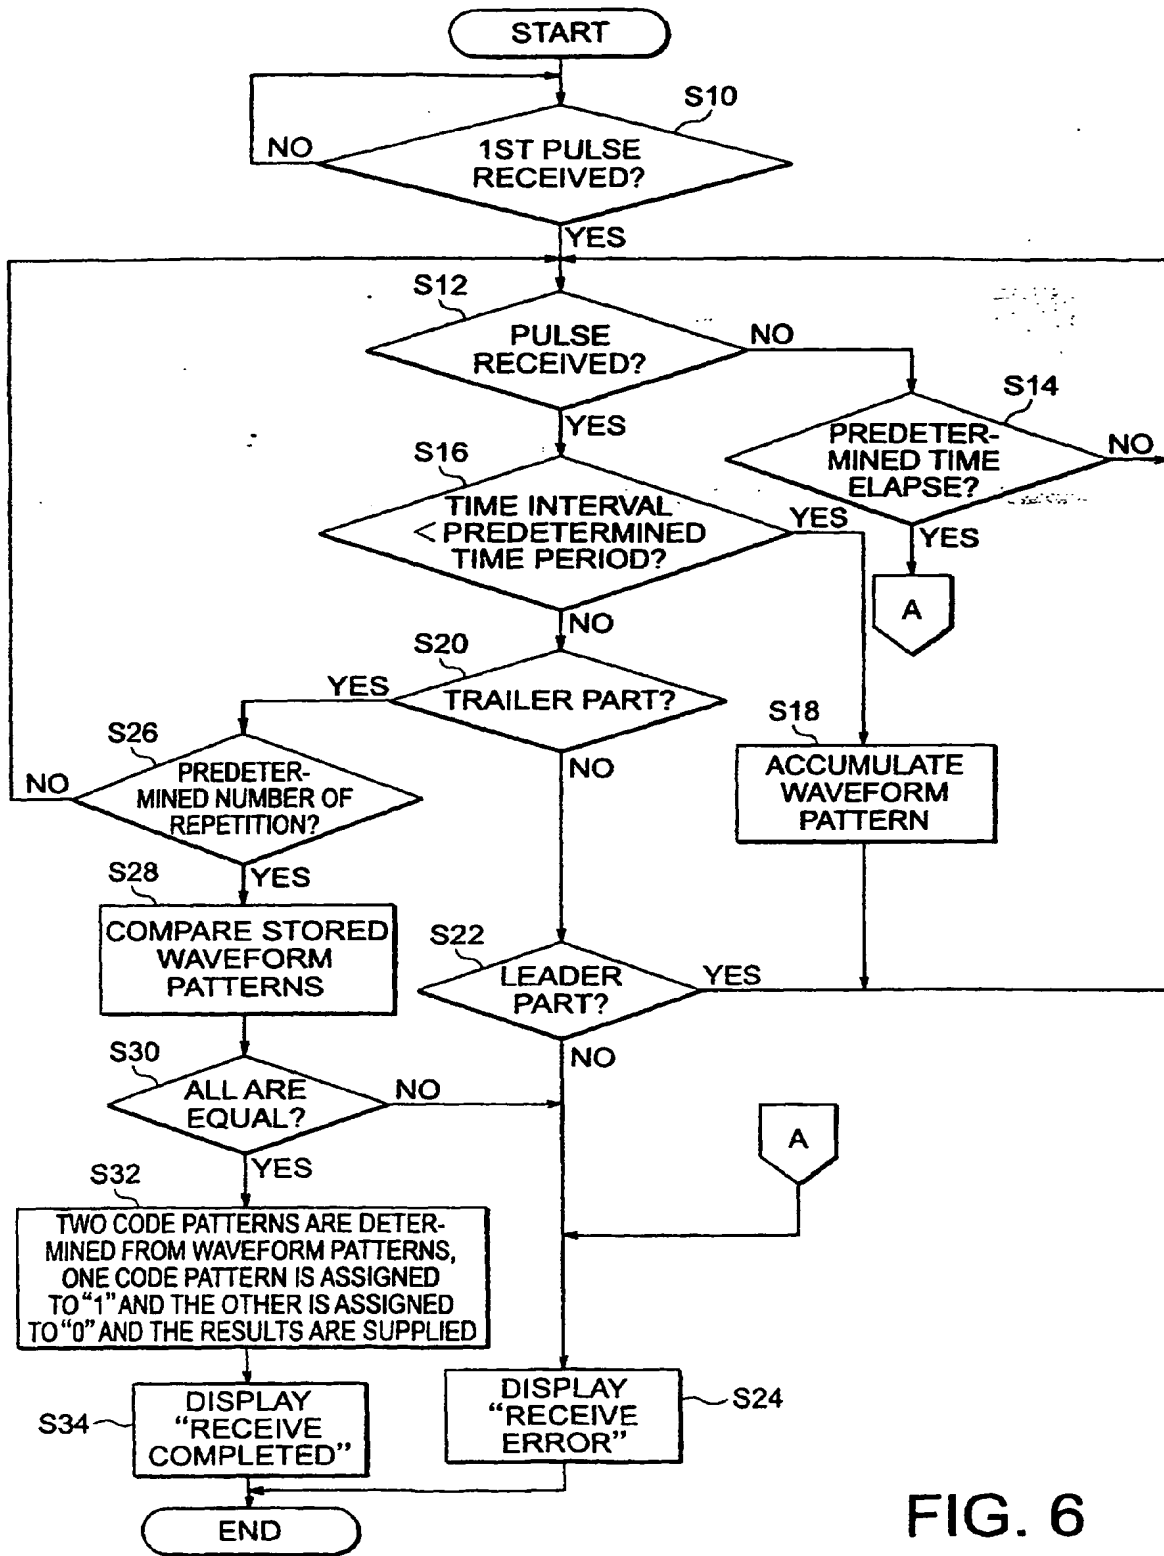 START
S10
NO
1ST PULSE
RECEIVED?
YES
S12
PULSE
RECEIVED?
NO
YES
S14
PREDETER-
MINED TIME
ELAPSE?
NO
YES
A
S16
TIME INTERVAL
< PREDETERMINED
TIME PERIOD?
YES
NO
S20
TRAILER PART?
YES
NO
S18
ACCUMULATE
WAVEFORM
PATTERN
S26
NO
PREDETER-
MINED NUMBER OF
REPETITION?
YES
S28
COMPARE STORED
WAVEFORM
PATTERNS
S22
LEADER
PART?
YES
NO
S30
ALL ARE
EQUAL?
NO
YES
A
S32
TWO CODE PATTERNS ARE DETER-
MINED FROM WAVEFORM PATTERNS,
ONE CODE PATTERN IS ASSIGNED
TO "1" AND THE OTHER IS ASSIGNED
TO "0" AND THE RESULTS ARE SUPPLIED
S34
DISPLAY
"RECEIVE
COMPLETED"
DISPLAY
"RECEIVE
ERROR"
S24
END
FIG. 6